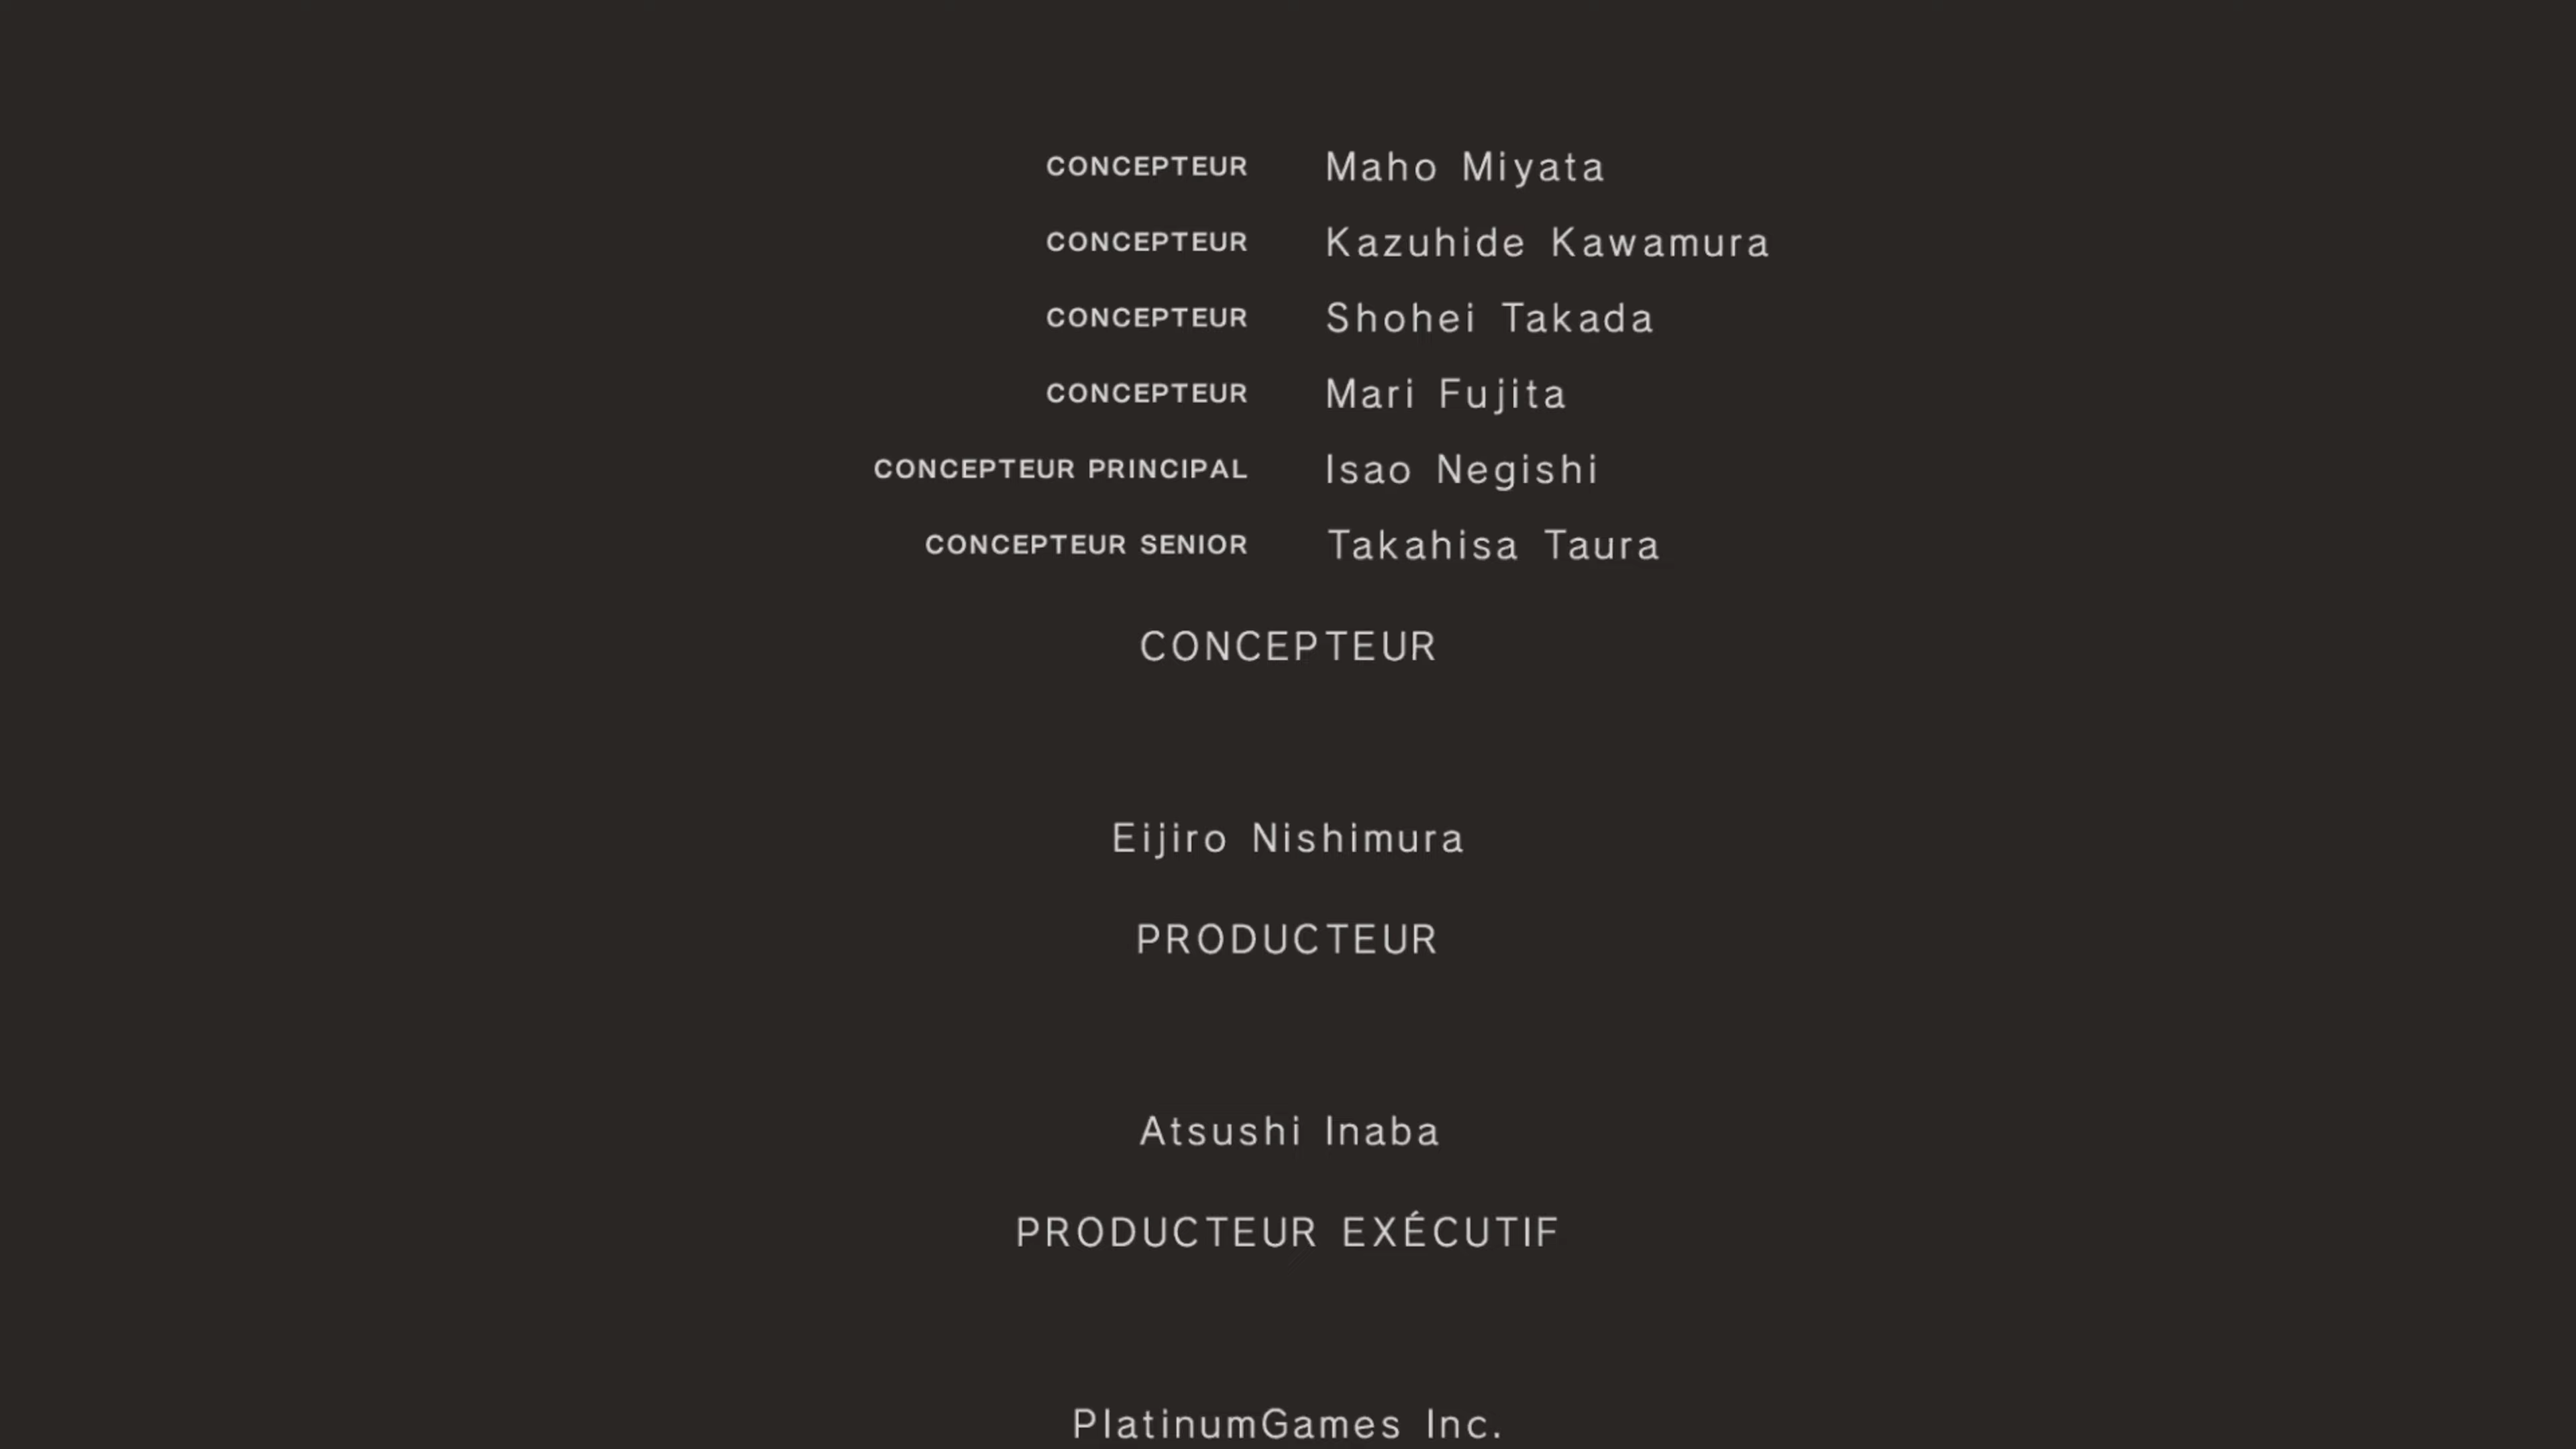 CONCEPTEUR Maho Miyata
CONCEPTEUR Kazuhide Kawamura
CONCEPTEUR Shohei Takada
CONCEPTEUR Mari Fujita
CONCEPTEUR PRINCIPAL Isao Negishi
CONCEPTEUR SENIOR Takahisa Taura
CONCEPTEUR
Eijiro Nishimura
PRODUCTEUR
Atsushi Inaba
PRODUCTEUR EXÉCUTIF
PlatinumGames Inc.